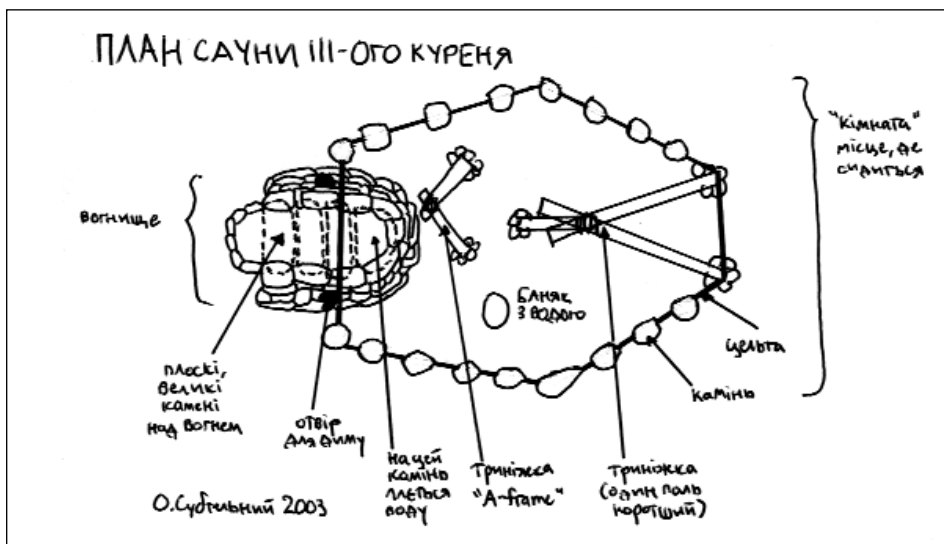 ПЛАН САУНИ III-ОГО КУРЕНЯ
"кімната"
місце, де
сидиться
вогнище
баняк
з водою
цельта
камінь
плоскі,
великі
камені
над вогнем
отвір
для диму
на цей
камінь
ллється
воду
триніжка
"A-frame"
триніжка
(один паль
коротший)
О.Субтельний 2003